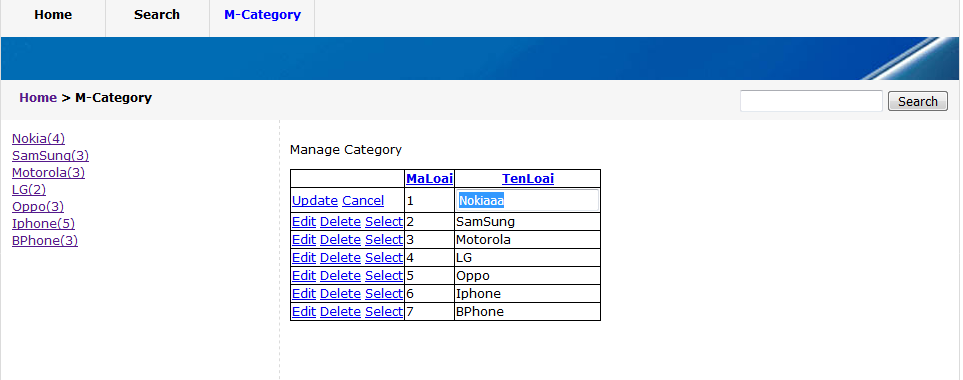 Home Search M-Category
Home > M-Category
Search
Nokia(4)
SamSung(3)
Motorola(3)
LG(2)
Oppo(3)
Iphone(5)
BPhone(3)
Manage Category
MaLoai TenLoai
Update Cancel 1 Nokiaaa
Edit Delete Select 2 SamSung
Edit Delete Select 3 Motorola
Edit Delete Select 4 LG
Edit Delete Select 5 Oppo
Edit Delete Select 6 Iphone
Edit Delete Select 7 BPhone